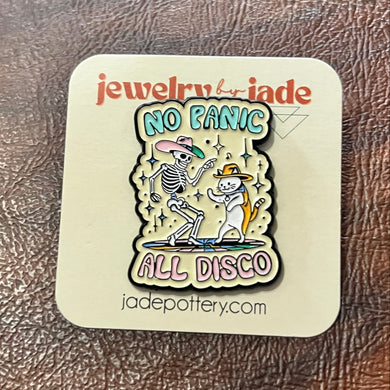 jewelry by jade
NO PANIC
ALL DISCO
jadepottery.com